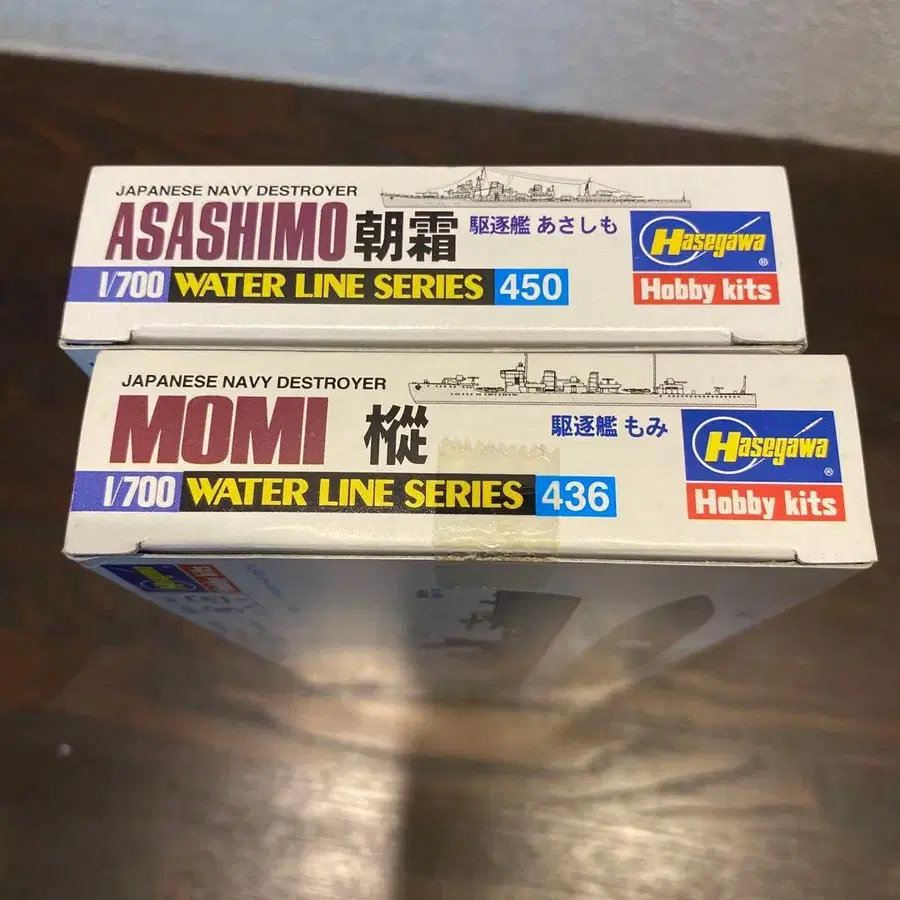 JAPANESE NAVY DESTROYER
ASASHIMO 朝霜 駆逐艦 あさしも
1/700 WATER LINE SERIES 450
Hasegawa ®
Hobby kits
JAPANESE NAVY DESTROYER
MOMI 樅 駆逐艦 もみ
1/700 WATER LINE SERIES 436
Hasegawa ®
Hobby kits